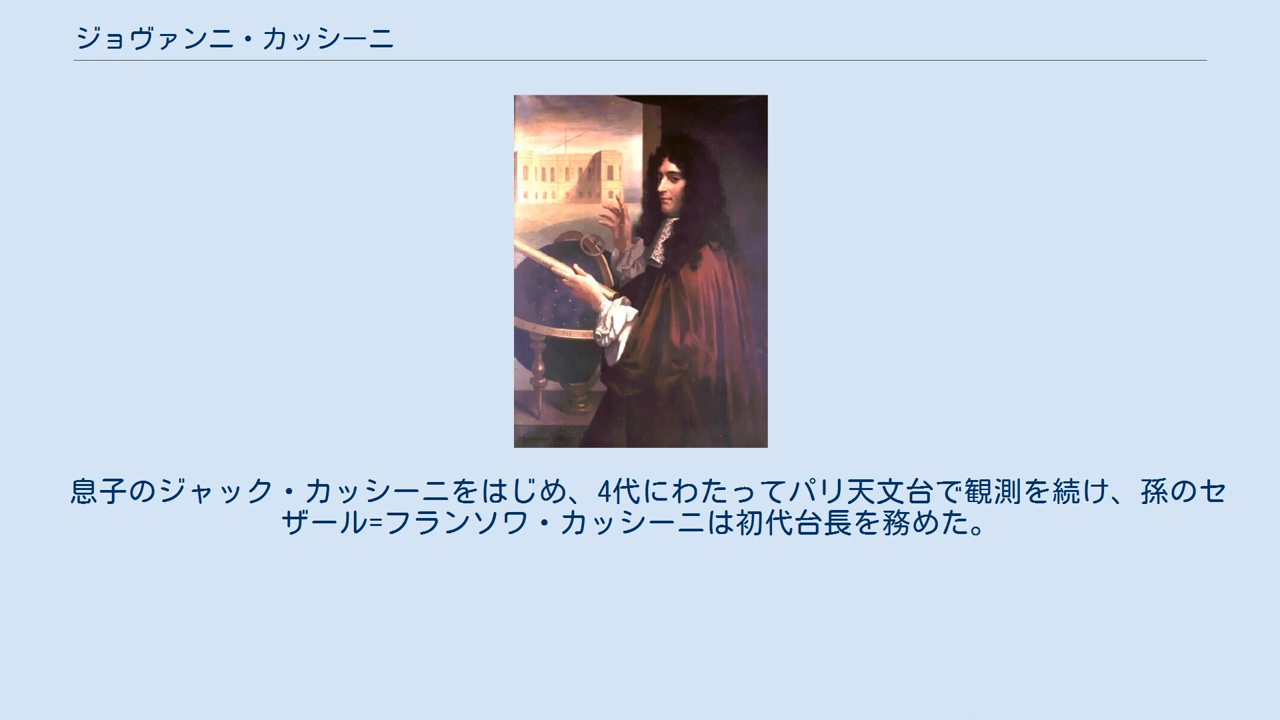 ジョヴァンニ・カッシーニ
息子のジャック・カッシーニをはじめ、4代にわたってパリ天文台で観測を続け、孫のセ
ザール=フランソワ・カッシーニは初代台長を務めた。